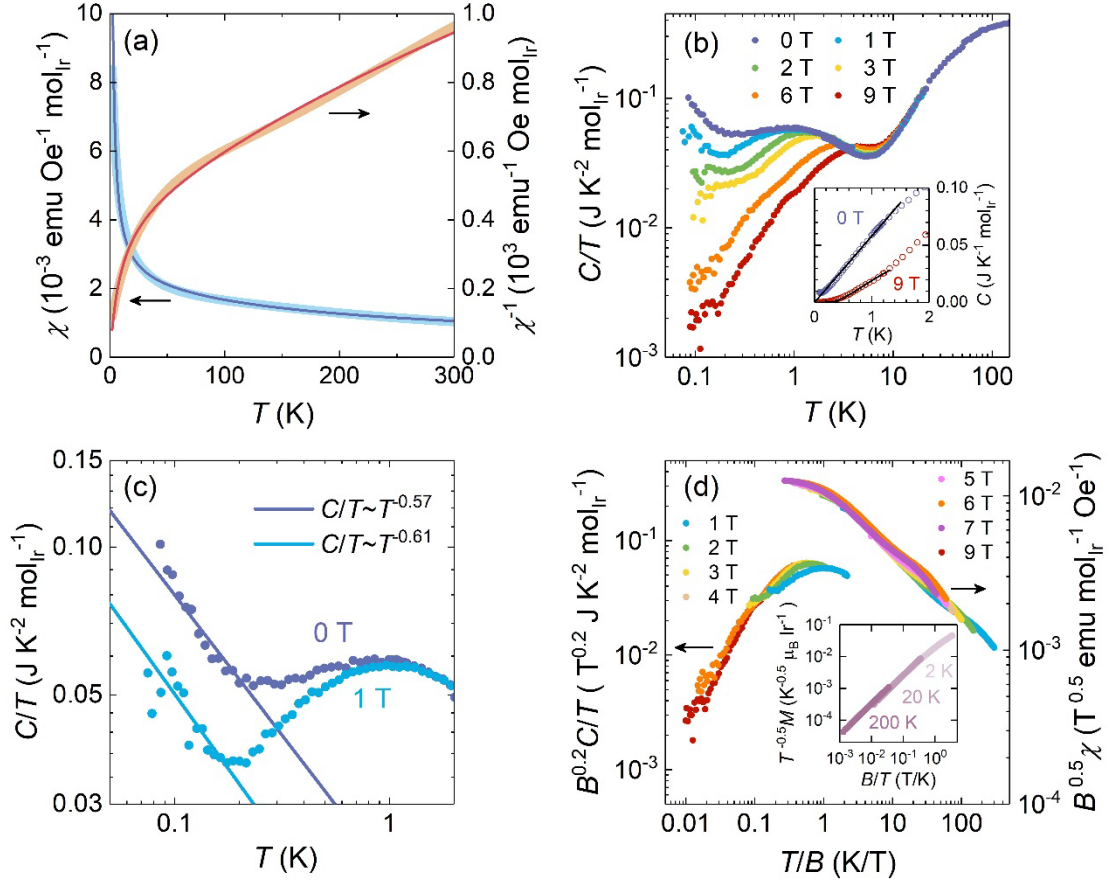 (a)
χ (10⁻³ emu Oe⁻¹ mol_Ir⁻¹)
10
8
6
4
2
0
χ⁻¹ (10³ emu⁻¹ Oe mol_Ir)
1.0
0.8
0.6
0.4
0.2
0.0
0 100 200 300
T (K)
(b)
0 T 1 T
2 T 3 T
6 T 9 T
C/T (J K⁻² mol_Ir⁻¹)
10⁻¹
10⁻²
10⁻³
0.1 1 10 100
T (K)
0 T
9 T
0.10
0.05
0.00
C (J K⁻¹ mol_Ir⁻¹)
0 1 2
T (K)
(c)
C/T~T⁻⁰·⁵⁷
C/T~T⁻⁰·⁶¹
0 T
1 T
C/T (J K⁻² mol_Ir⁻¹)
0.15
0.10
0.05
0.03
0.1 1
T (K)
(d)
1 T
2 T
3 T
4 T
5 T
6 T
7 T
9 T
B⁰·²C/T ( T⁰·² J K⁻² mol_Ir⁻¹)
10⁻¹
10⁻²
10⁻³
B⁰·⁵χ (T⁰·⁵ emu mol_Ir⁻¹ Oe⁻¹)
10⁻²
10⁻³
10⁻⁴
0.01 0.1 1 10 100
T/B (K/T)
T⁻⁰·⁵M (K⁻⁰·⁵ μ_B Ir⁻¹)
10⁻¹
10⁻²
10⁻³
10⁻⁴
2 K
20 K
200 K
10⁻³ 10⁻² 10⁻¹ 10⁰
B/T (T/K)